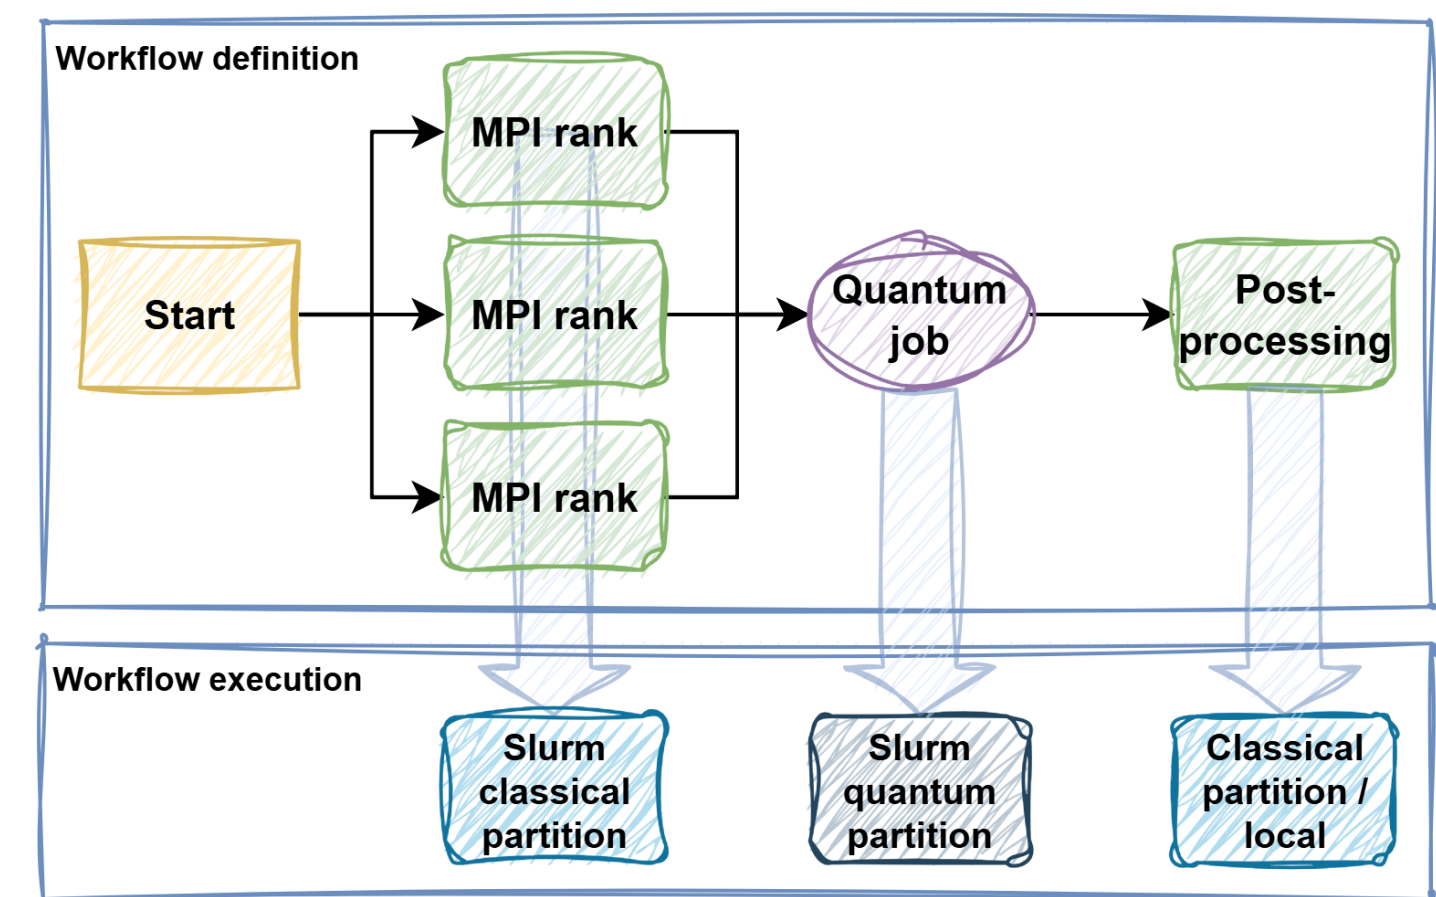 Workflow definition
MPI rank
Start
MPI rank
Quantum
job
Post-
processing
MPI rank
Workflow execution
Slurm
classical
partition
Slurm
quantum
partition
Classical
partition /
local